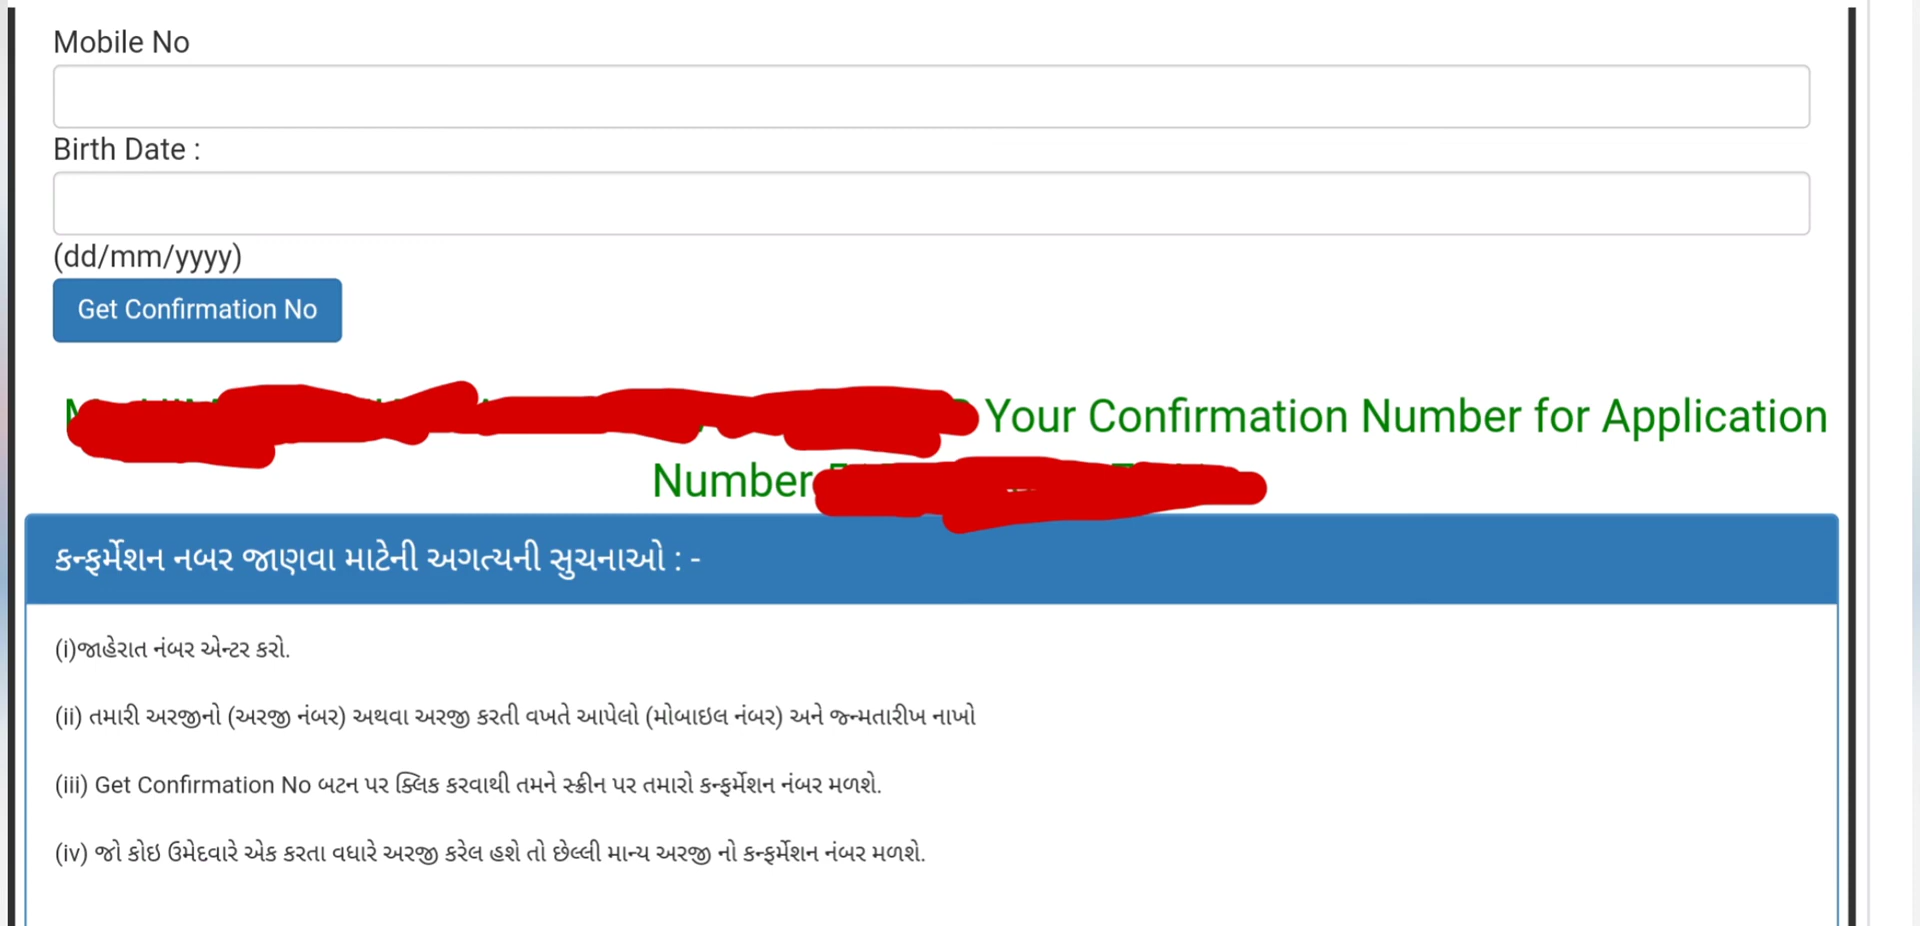 Mobile No
Birth Date :
(dd/mm/yyyy)
Get Confirmation No
Your Confirmation Number for Application
Number
કન્ફર્મેશન નબર જાણવા માટેની અગત્યની સુચનાઓ : -
(i)જાહેરાત નંબર એન્ટર કરો.
(ii) તમારી અરજીનો (અરજી નંબર) અથવા અરજી કરતી વખતે આપેલો (મોબાઇલ નંબર) અને જન્મતારીખ નાખો
(iii) Get Confirmation No બટન પર ક્લિક કરવાથી તમને સ્ક્રીન પર તમારો કન્ફર્મેશન નંબર મળશે.
(iv) જો કોઇ ઉમેદવારે એક કરતા વધારે અરજી કરેલ હશે તો છેલ્લી માન્ય અરજી નો કન્ફર્મેશન નંબર મળશે.